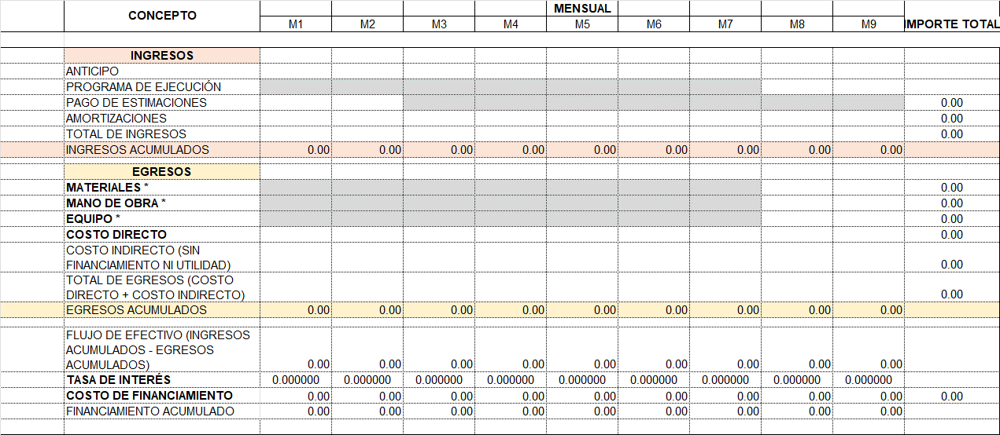 CONCEPTO MENSUAL IMPORTE TOTAL
M1 M2 M3 M4 M5 M6 M7 M8 M9
INGRESOS
ANTICIPO
PROGRAMA DE EJECUCIÓN
PAGO DE ESTIMACIONES 0.00
AMORTIZACIONES 0.00
TOTAL DE INGRESOS 0.00
INGRESOS ACUMULADOS 0.00 0.00 0.00 0.00 0.00 0.00 0.00 0.00 0.00
EGRESOS
MATERIALES * 0.00
MANO DE OBRA * 0.00
EQUIPO * 0.00
COSTO DIRECTO 0.00
COSTO INDIRECTO (SIN
FINANCIAMIENTO NI UTILIDAD) 0.00
TOTAL DE EGRESOS (COSTO
DIRECTO + COSTO INDIRECTO) 0.00
EGRESOS ACUMULADOS 0.00 0.00 0.00 0.00 0.00 0.00 0.00 0.00 0.00
FLUJO DE EFECTIVO (INGRESOS
ACUMULADOS - EGRESOS
ACUMULADOS) 0.00 0.00 0.00 0.00 0.00 0.00 0.00 0.00 0.00
TASA DE INTERÉS 0.000000 0.000000 0.000000 0.000000 0.000000 0.000000 0.000000 0.000000 0.000000
COSTO DE FINANCIAMIENTO 0.00 0.00 0.00 0.00 0.00 0.00 0.00 0.00 0.00 0.00
FINANCIAMIENTO ACUMULADO 0.00 0.00 0.00 0.00 0.00 0.00 0.00 0.00 0.00